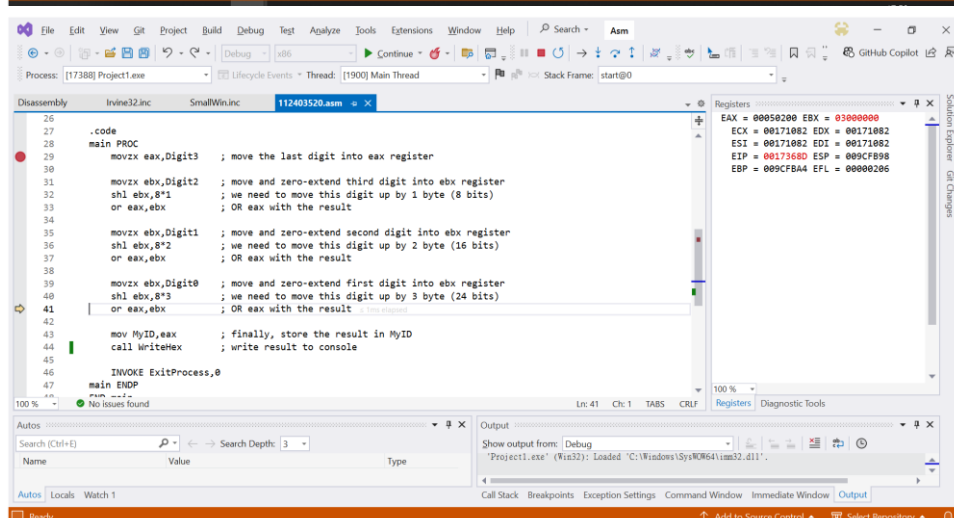 File Edit View Git Project Build Debug Test Analyze Tools Extensions Window Help Search Asm
Debug x86 Continue GitHub Copilot
Process: [17388] Project1.exe Lifecycle Events Thread: [1900] Main Thread Stack Frame: start@0
Disassembly Irvine32.inc SmallWin.inc 112403520.asm
26
27 .code
28 main PROC
29 movzx eax,Digit3 ; move the last digit into eax register
30
31 movzx ebx,Digit2 ; move and zero-extend third digit into ebx register
32 shl ebx,8*1 ; we need to move this digit up by 1 byte (8 bits)
33 or eax,ebx ; OR eax with the result
34
35 movzx ebx,Digit1 ; move and zero-extend second digit into ebx register
36 shl ebx,8*2 ; we need to move this digit up by 2 byte (16 bits)
37 or eax,ebx ; OR eax with the result
38
39 movzx ebx,Digit0 ; move and zero-extend first digit into ebx register
40 shl ebx,8*3 ; we need to move this digit up by 3 byte (24 bits)
41 or eax,ebx ; OR eax with the result ≤ 1ms elapsed
42
43 mov MyID,eax ; finally, store the result in MyID
44 call WriteHex ; write result to console
45
46 INVOKE ExitProcess,0
47 main ENDP
100 % No issues found Ln: 41 Ch: 1 TABS CRLF
Registers
EAX = 00050200 EBX = 03000000
ECX = 00171082 EDX = 00171082
ESI = 00171082 EDI = 00171082
EIP = 0017368D ESP = 009CFB98
EBP = 009CFBA4 EFL = 00000206
100 %
Registers Diagnostic Tools
Solution Explorer Git Changes
Autos
Search (Ctrl+E) Search Depth: 3
Name Value Type
Autos Locals Watch 1
Output
Show output from: Debug
'Project1.exe' (Win32): Loaded 'C:\Windows\SysWOW64\imm32.dll'.
Call Stack Breakpoints Exception Settings Command Window Immediate Window Output
Ready Add to Source Control Select Repository